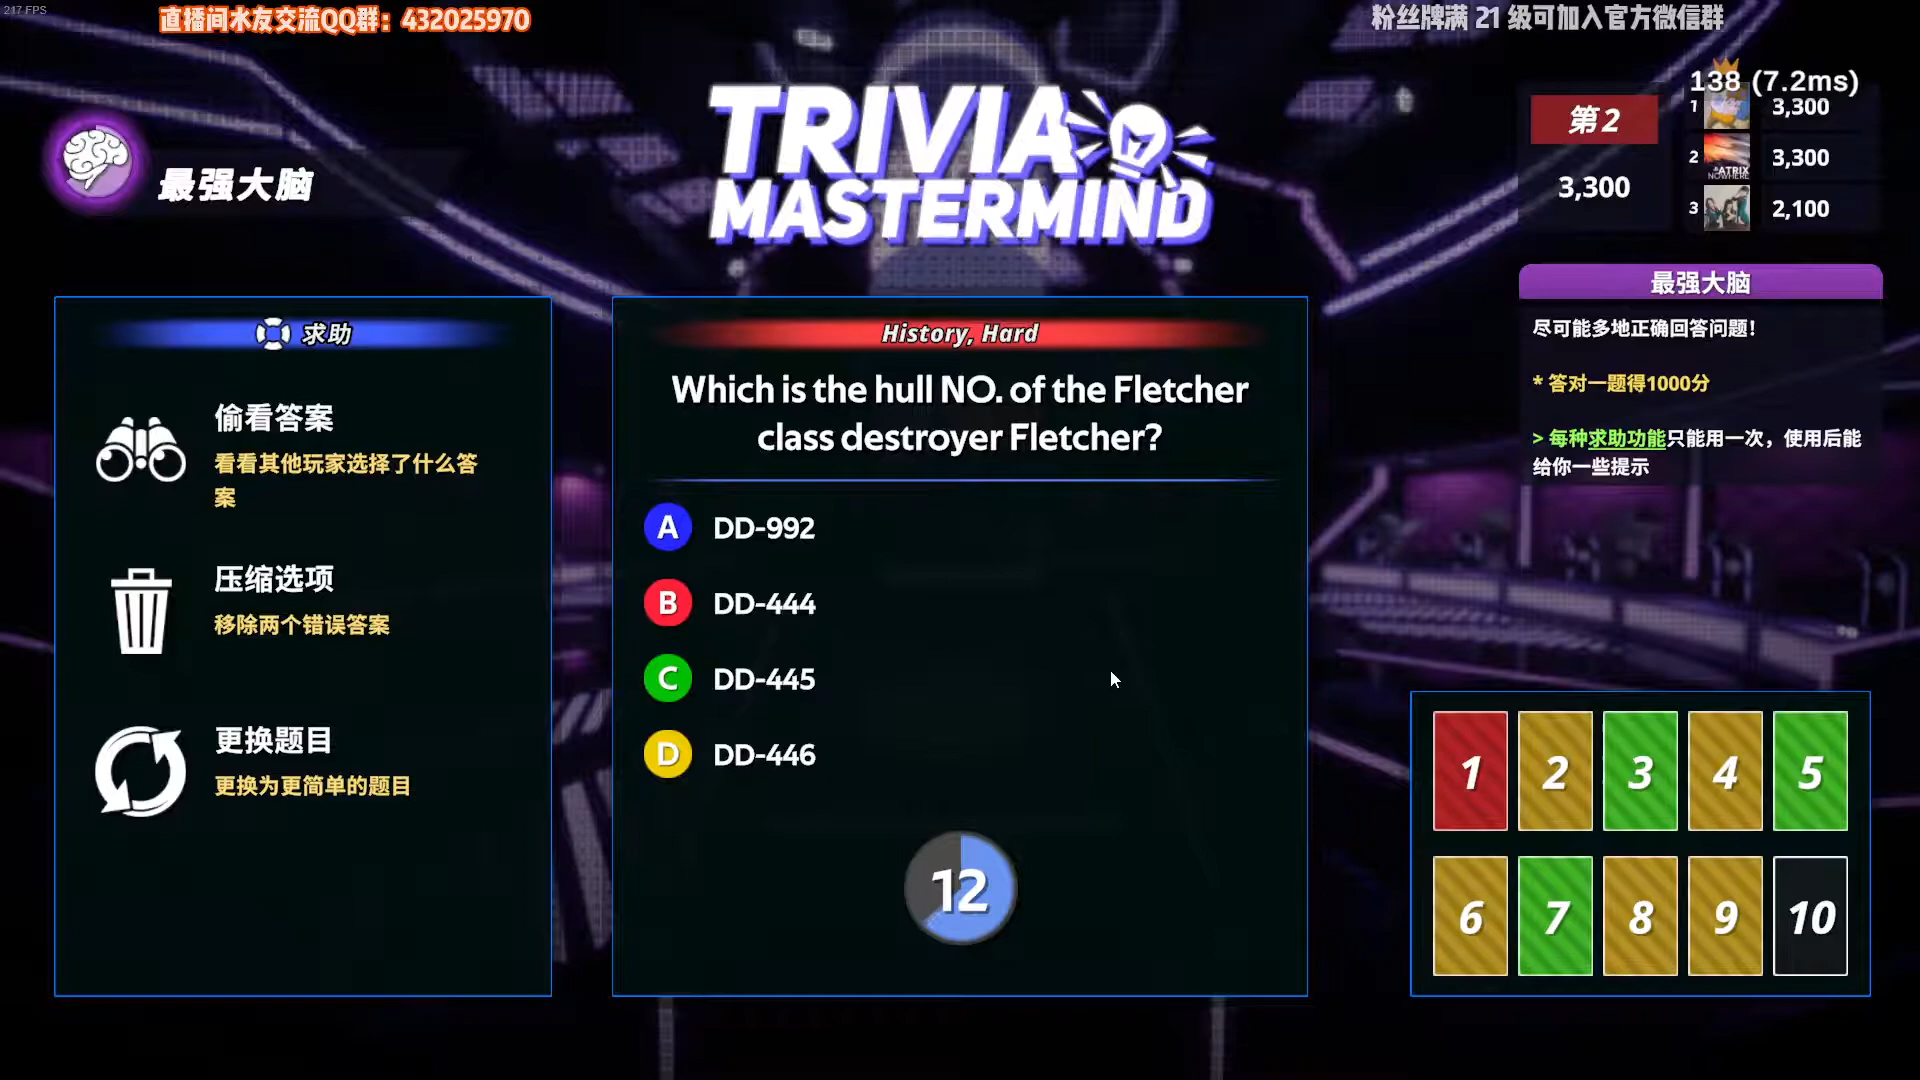 217 FPS
直播间水友交流QQ群：432025970
粉丝牌满 21 级可加入官方微信群
138 (7.2ms)
最强大脑
TRIVIA
MASTERMIND
第2
3,300
1 3,300
2 3,300
3 2,100
求助
偷看答案
看看其他玩家选择了什么答
案
压缩选项
移除两个错误答案
更换题目
更换为更简单的题目
History, Hard
Which is the hull NO. of the Fletcher
class destroyer Fletcher?
A DD-992
B DD-444
C DD-445
D DD-446
12
最强大脑
尽可能多地正确回答问题！
* 答对一题得1000分
> 每种求助功能只能用一次，使用后能
给你一些提示
1 2 3 4 5
6 7 8 9 10